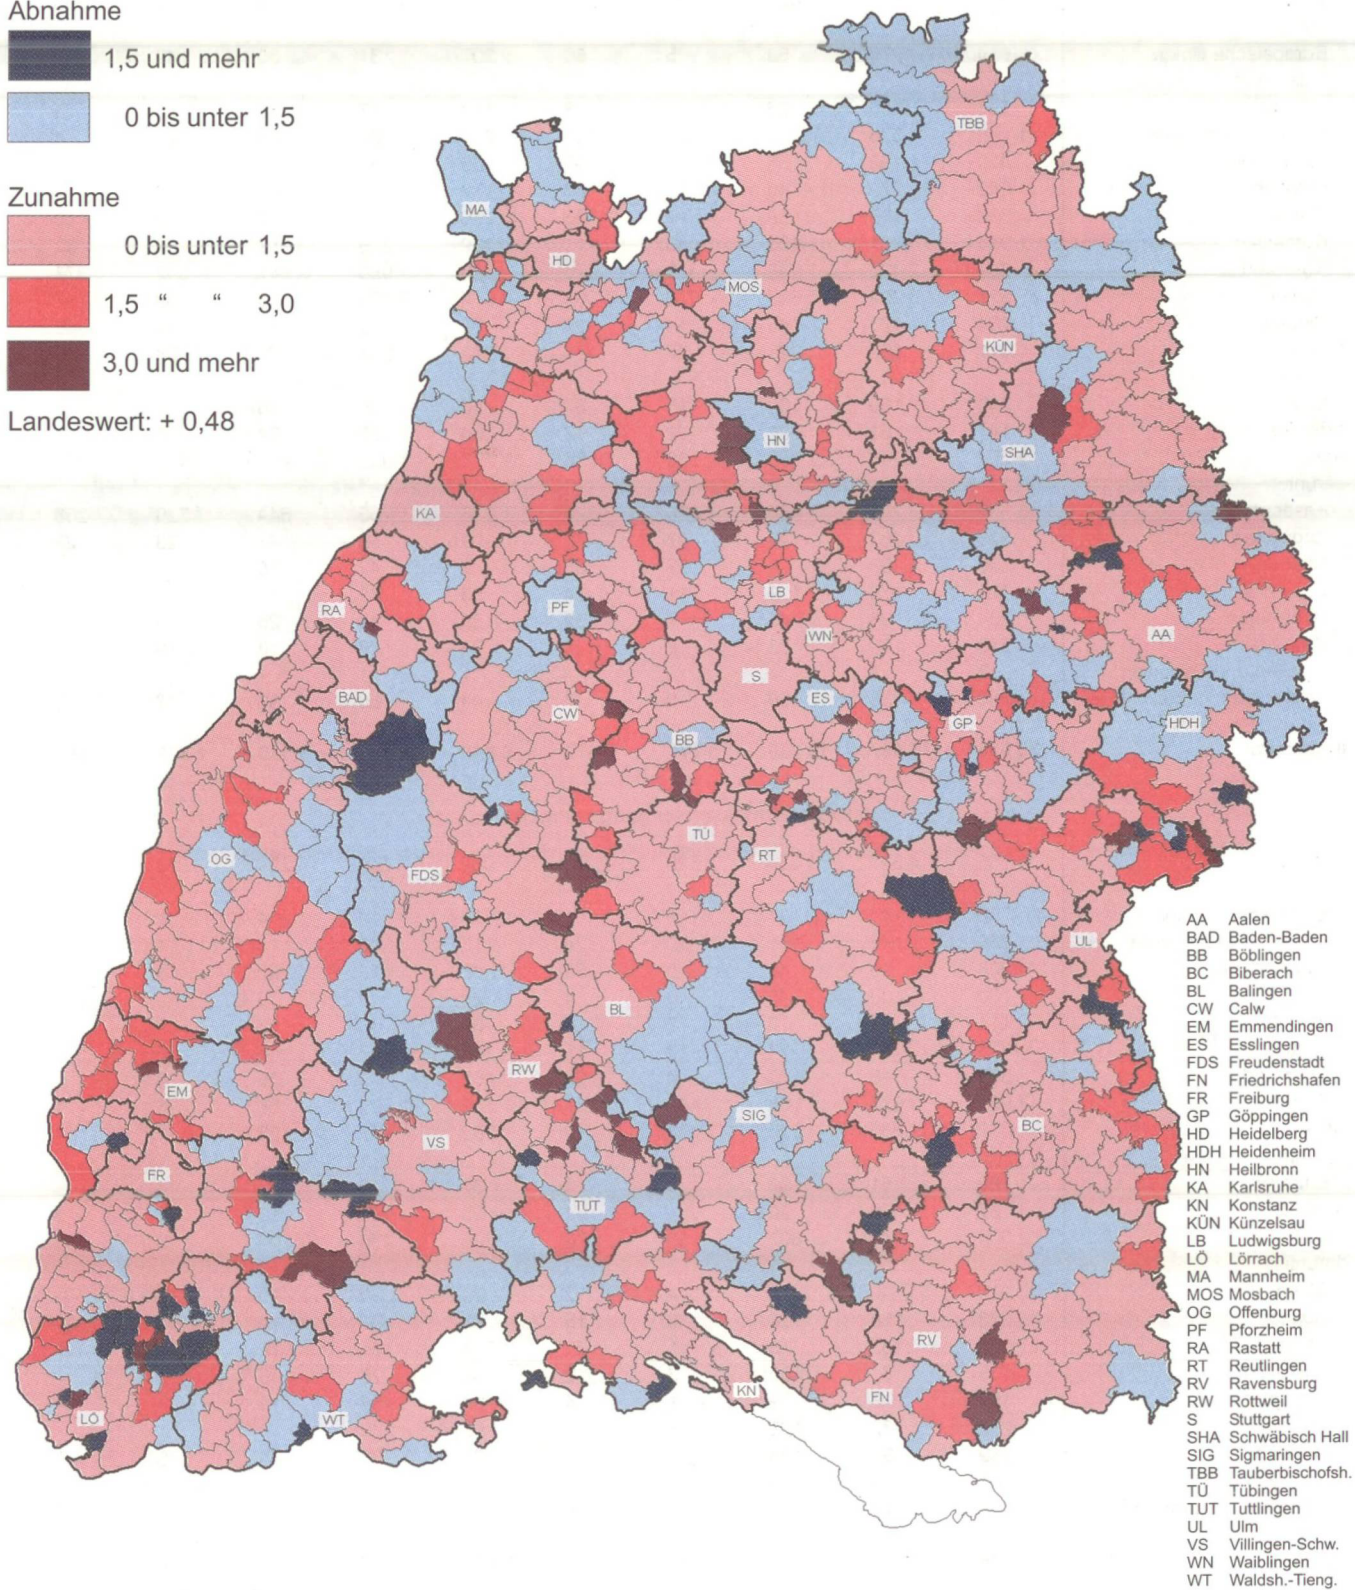 Abnahme
1,5 und mehr
0 bis unter 1,5
Zunahme
0 bis unter 1,5
1,5 “ “ 3,0
3,0 und mehr
Landeswert: + 0,48
TBB
MA
HD
MOS
KÜN
HN
SHA
KA
PF
LB
RA
WN
AA
S
BAD
ES
CW
GP
HDH
BB
TÜ
RT
OG
FDS
UL
BL
RW
EM
SIG
BC
VS
FR
TUT
RV
KN
FN
LÖ
WT
AA Aalen
BAD Baden-Baden
BB Böblingen
BC Biberach
BL Balingen
CW Calw
EM Emmendingen
ES Esslingen
FDS Freudenstadt
FN Friedrichshafen
FR Freiburg
GP Göppingen
HD Heidelberg
HDH Heidenheim
HN Heilbronn
KA Karlsruhe
KN Konstanz
KÜN Künzelsau
LB Ludwigsburg
LÖ Lörrach
MA Mannheim
MOS Mosbach
OG Offenburg
PF Pforzheim
RA Rastatt
RT Reutlingen
RV Ravensburg
RW Rottweil
S Stuttgart
SHA Schwäbisch Hall
SIG Sigmaringen
TBB Tauberbischofsh.
TÜ Tübingen
TUT Tuttlingen
UL Ulm
VS Villingen-Schw.
WN Waiblingen
WT Waldsh.-Tieng.